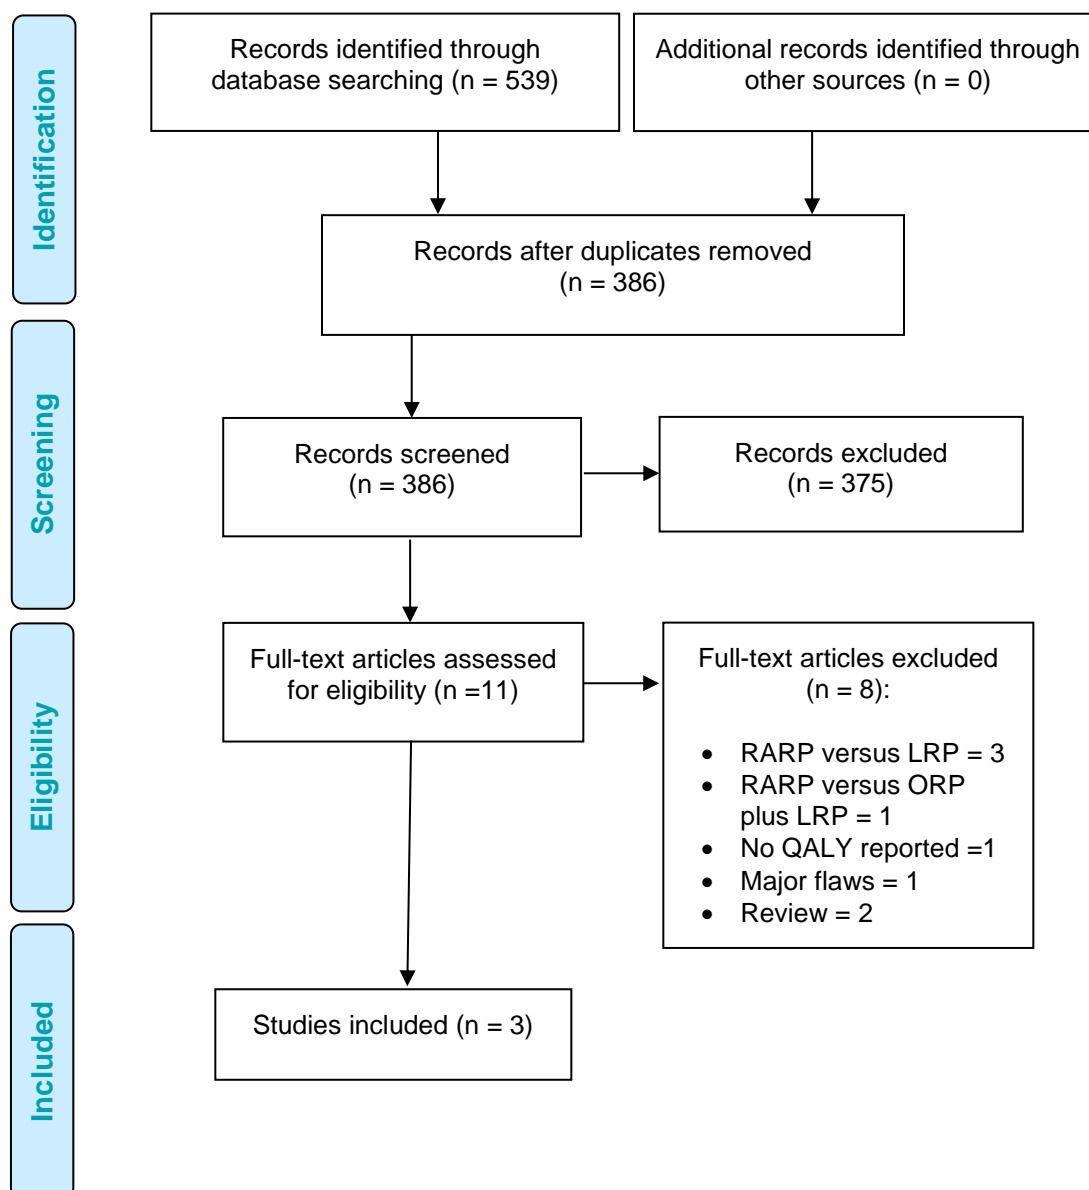 Identification
Records identified through
database searching (n = 539)
Additional records identified through
other sources (n = 0)
Records after duplicates removed
(n = 386)
Screening
Records screened
(n = 386)
Records excluded
(n = 375)
Eligibility
Full-text articles assessed
for eligibility (n =11)
Full-text articles excluded
(n = 8):
• RARP versus LRP = 3
• RARP versus ORP
plus LRP = 1
• No QALY reported =1
• Major flaws = 1
• Review = 2
Included
Studies included (n = 3)